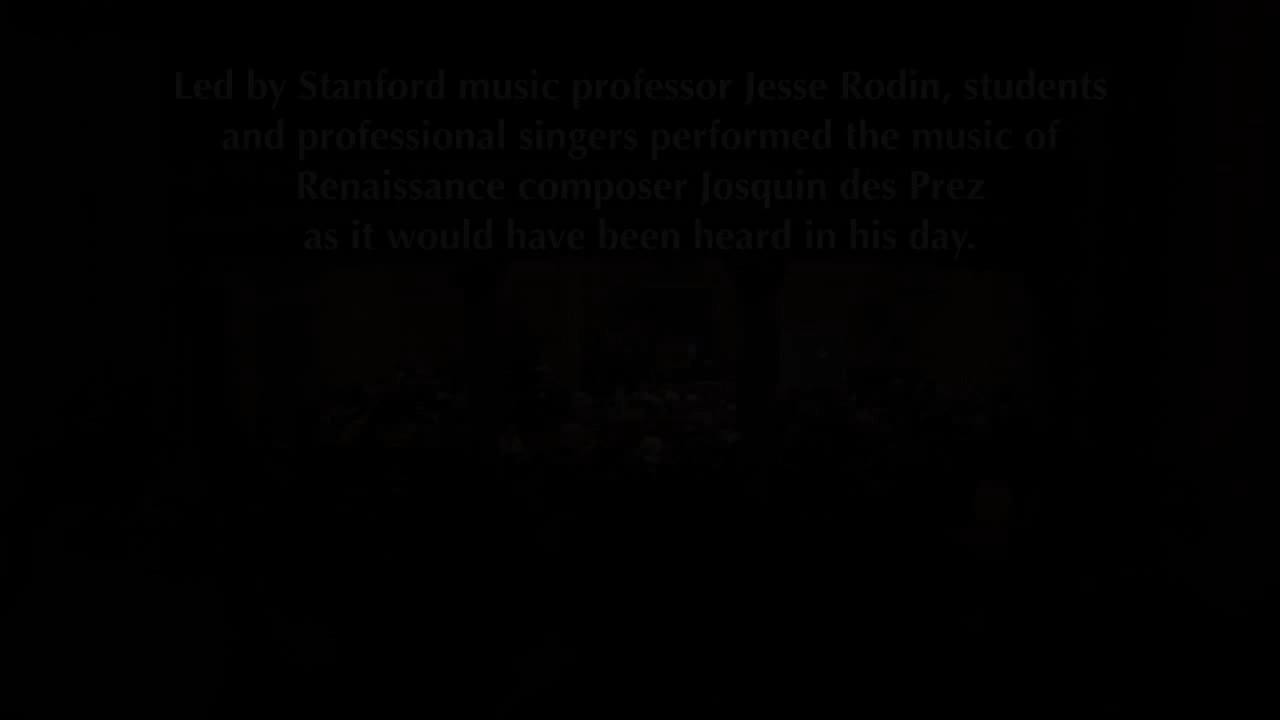 Led by Stanford music professor Jesse Rodin, students
and professional singers performed the music of
Renaissance composer Josquin des Prez
as it would have been heard in his day.